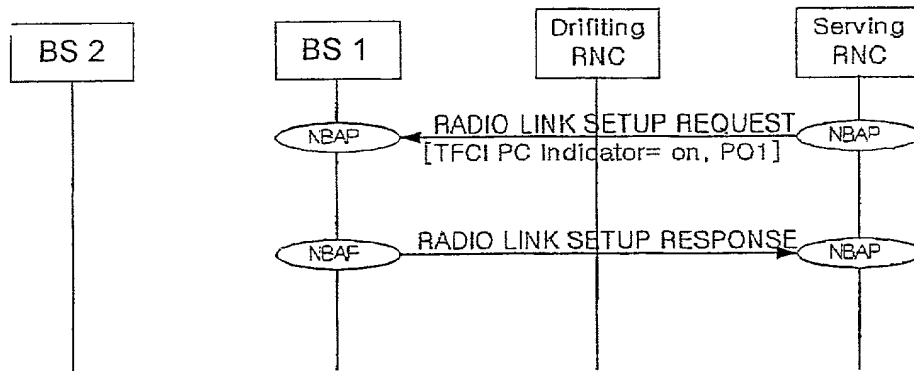 BS 2
BS 1
Drifiting
RNC
Serving
RNC
NBAP
RADIO LINK SETUP REQUEST
NBAP
[TFCI PC Indicator= on, PO1]
NBAP
RADIO LINK SETUP RESPONSE
NBAP